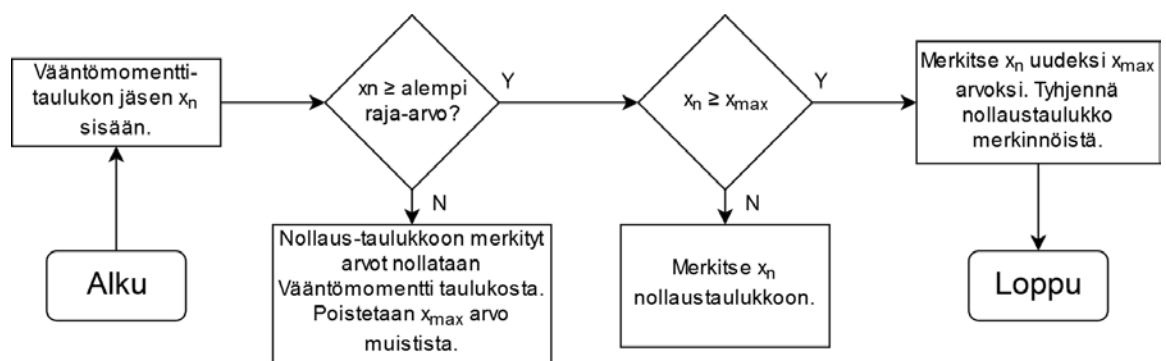 Vääntömomentti-
taulukon jäsen xn
sisään.
Alku
xn ≥ alempi
raja-arvo?
Y
N
Nollaus-taulukkoon merkityt
arvot nollataan
Vääntömomentti taulukosta.
Poistetaan xmax arvo
muistista.
xn ≥ xmax
Y
N
Merkitse xn
nollaustaulukkoon.
Merkitse xn uudeksi xmax
arvoksi. Tyhjennä
nollaustaulukko
merkinnöistä.
Loppu